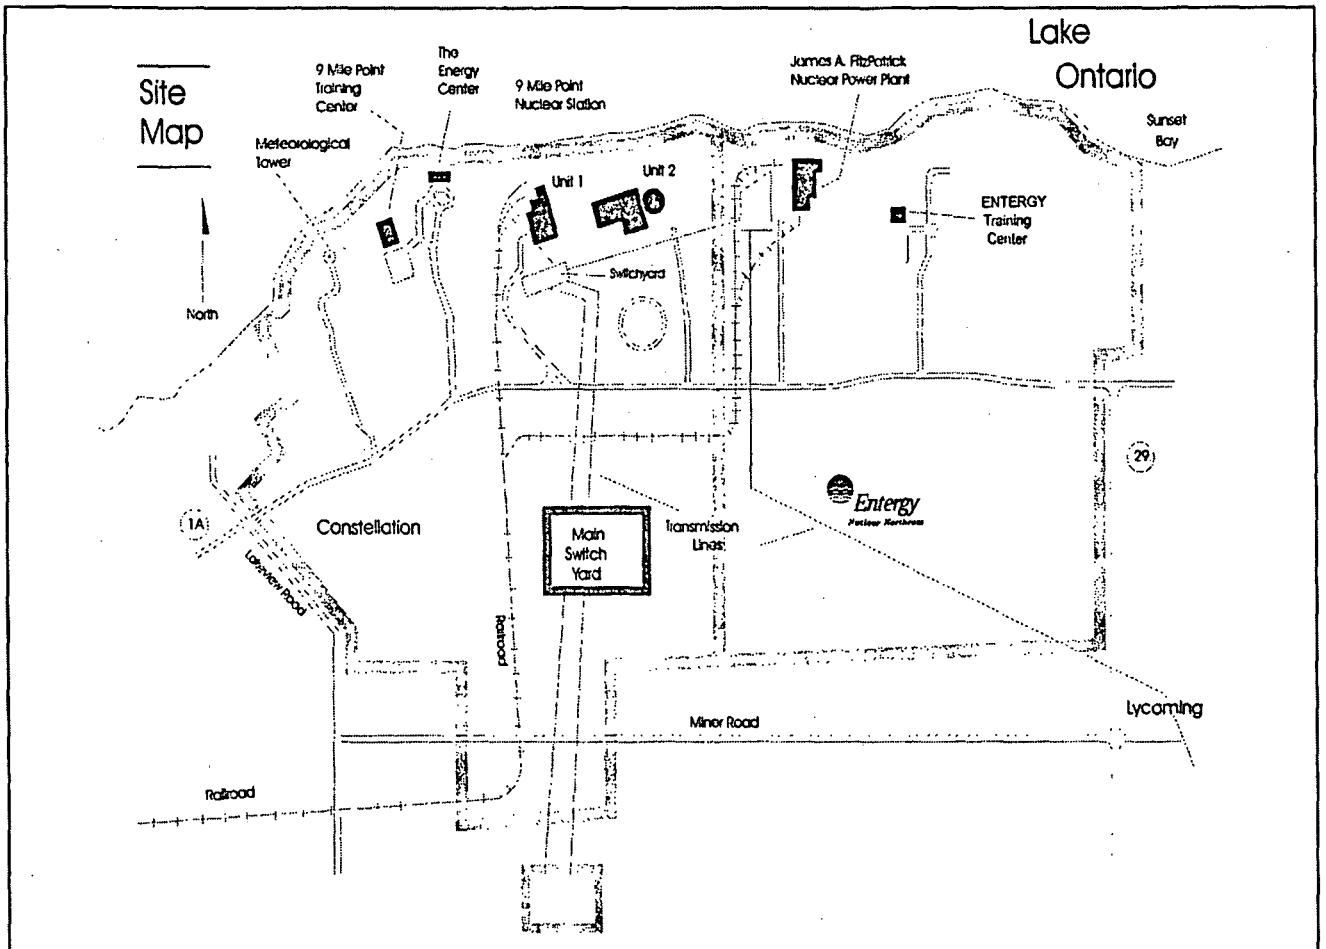 Lake
Ontario
Site
Map
9 Mile Point
Training
Center
The
Energy
Center
9 Mile Point
Nuclear Station
James A. FitzPatrick
Nuclear Power Plant
Sunset
Bay
Meteorological
Tower
Unit 1
Unit 2
ENTERGY
Training
Center
North
Switchyard
29
1A
Constellation
Lakeview Road
Main
Switch
Yard
Transmission
Lines
Entergy
Nuclear Northeast
Railroad
Minor Road
Lycoming
Railroad